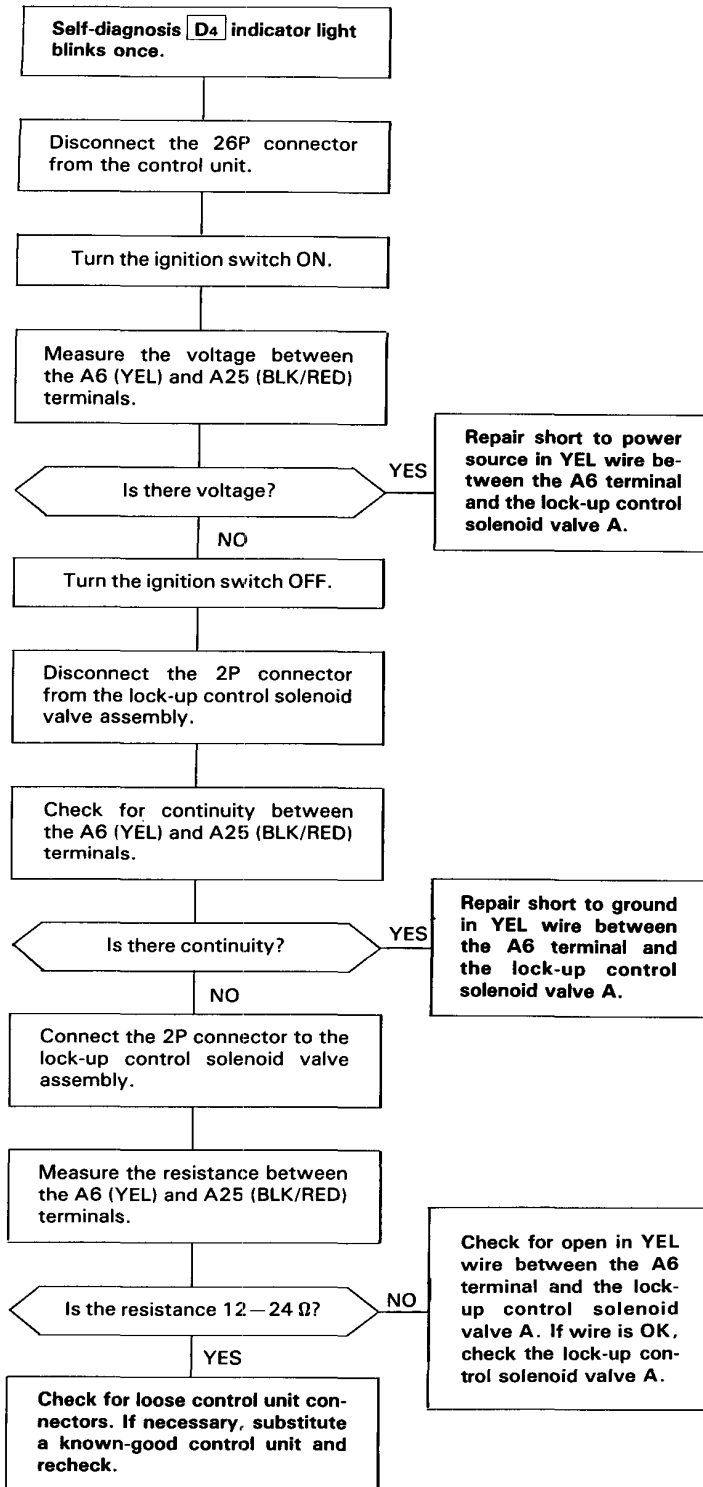 Self-diagnosis D4 indicator light
blinks once.
Disconnect the 26P connector
from the control unit.
Turn the ignition switch ON.
Measure the voltage between
the A6 (YEL) and A25 (BLK/RED)
terminals.
Is there voltage?
YES
Repair short to power
source in YEL wire be-
tween the A6 terminal
and the lock-up control
solenoid valve A.
NO
Turn the ignition switch OFF.
Disconnect the 2P connector
from the lock-up control solenoid
valve assembly.
Check for continuity between
the A6 (YEL) and A25 (BLK/RED)
terminals.
Is there continuity?
YES
Repair short to ground
in YEL wire between
the A6 terminal and
the lock-up control
solenoid valve A.
NO
Connect the 2P connector to the
lock-up control solenoid valve
assembly.
Measure the resistance between
the A6 (YEL) and A25 (BLK/RED)
terminals.
Is the resistance 12—24 Ω?
NO
Check for open in YEL
wire between the A6
terminal and the lock-
up control solenoid
valve A. If wire is OK,
check the lock-up con-
trol solenoid valve A.
YES
Check for loose control unit con-
nectors. If necessary, substitute
a known-good control unit and
recheck.